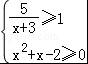 { 5/(x+3) ≥ 1
x²+x-2≥0